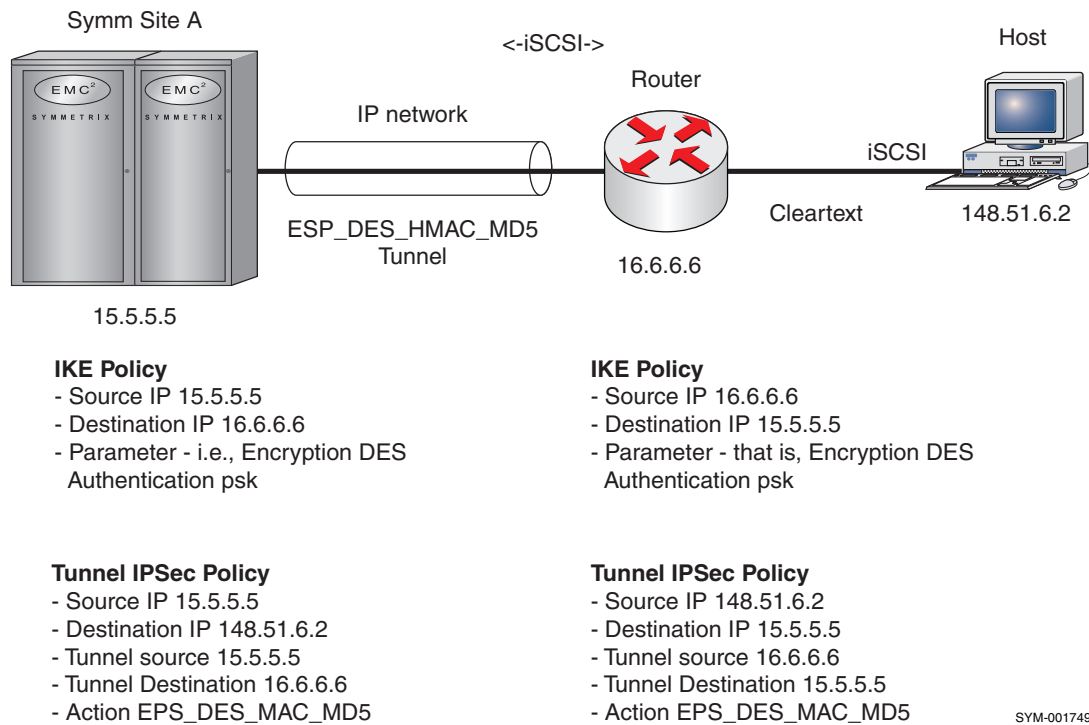 Symm Site A
<-iSCSI->
Host
Router
EMC²
SYMMETRIX
EMC²
SYMMETRIX
IP network
iSCSI
ESP_DES_HMAC_MD5
Tunnel
Cleartext
148.51.6.2
16.6.6.6
15.5.5.5
IKE Policy
- Source IP 15.5.5.5
- Destination IP 16.6.6.6
- Parameter - i.e., Encryption DES
Authentication psk
IKE Policy
- Source IP 16.6.6.6
- Destination IP 15.5.5.5
- Parameter - that is, Encryption DES
Authentication psk
Tunnel IPSec Policy
- Source IP 15.5.5.5
- Destination IP 148.51.6.2
- Tunnel source 15.5.5.5
- Tunnel Destination 16.6.6.6
- Action EPS_DES_MAC_MD5
Tunnel IPSec Policy
- Source IP 148.51.6.2
- Destination IP 15.5.5.5
- Tunnel source 16.6.6.6
- Tunnel Destination 15.5.5.5
- Action EPS_DES_MAC_MD5
SYM-001749